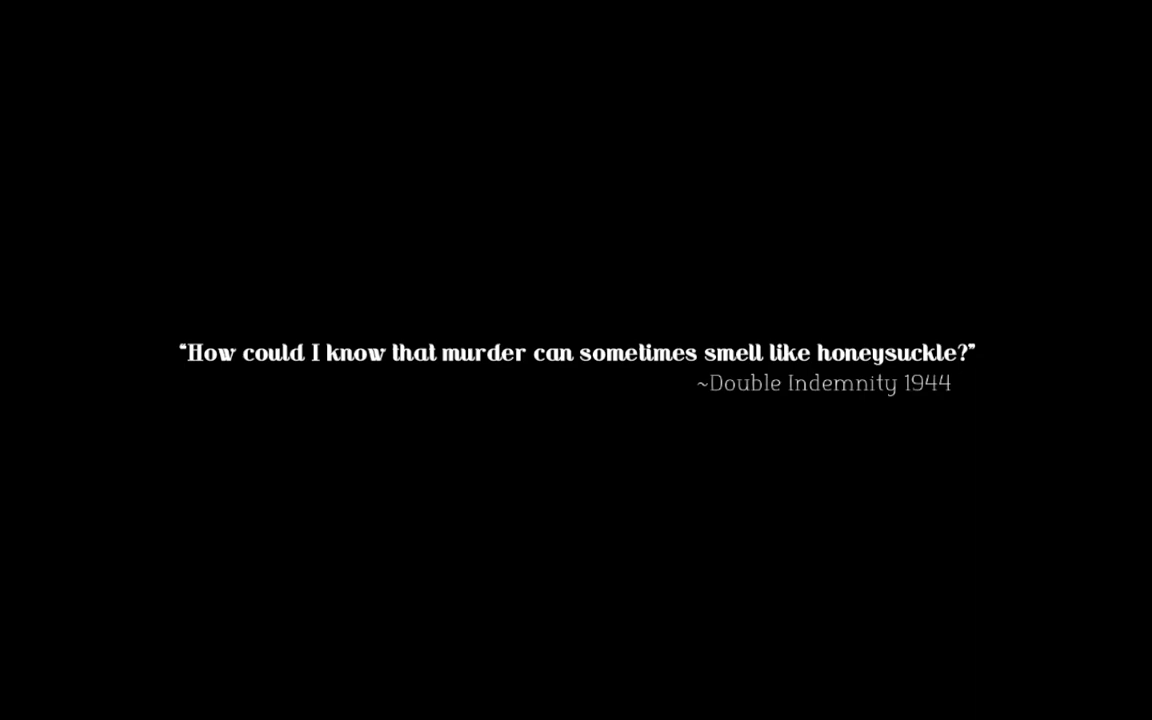 “How could I know that murder can sometimes smell like honeysuckle?”
~Double Indemnity 1944